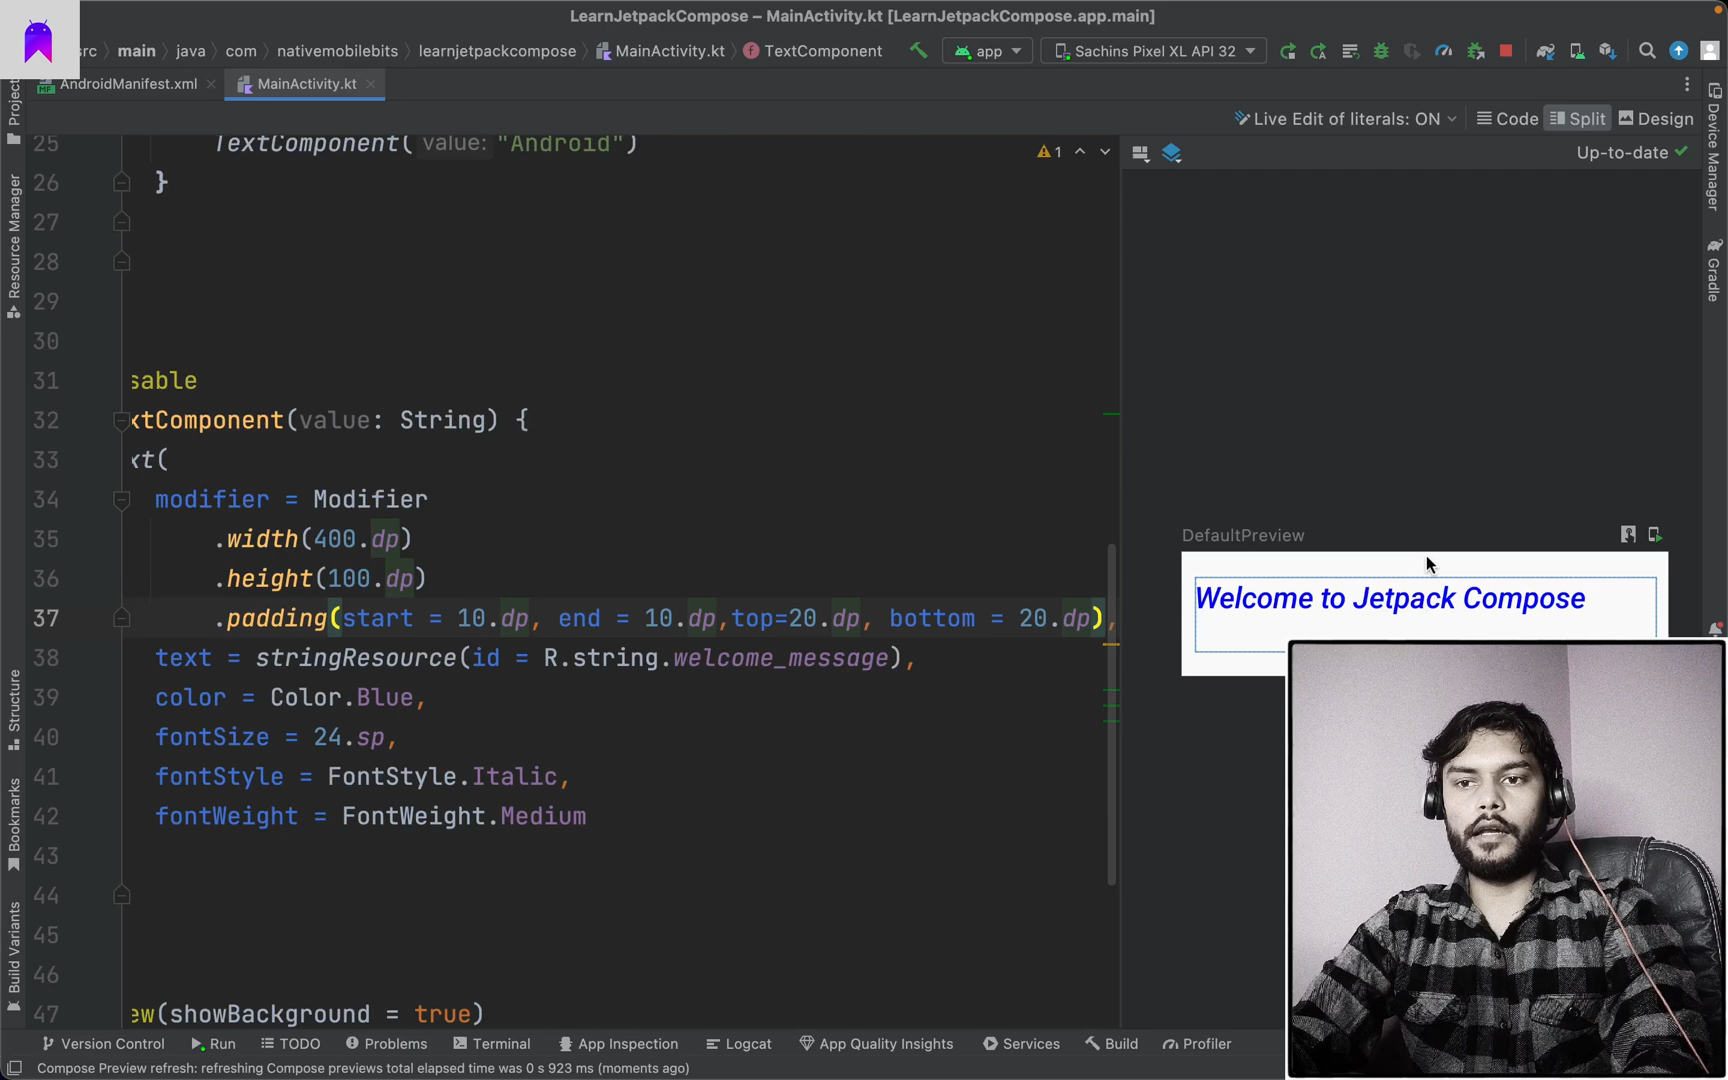 LearnJetpackCompose – MainActivity.kt [LearnJetpackCompose.app.main]
src main java com nativemobilebits learnjetpackcompose MainActivity.kt TextComponent app Sachins Pixel XL API 32
AndroidManifest.xml MainActivity.kt
Live Edit of literals: ON Code Split Design
25 TextComponent( value: "Android")
1
Up-to-date
26 }
27
28
29
30
31 sable
32 xtComponent(value: String) {
33 xt(
34 modifier = Modifier
35 .width(400.dp)
36 .height(100.dp)
37 .padding(start = 10.dp, end = 10.dp,top=20.dp, bottom = 20.dp),
38 text = stringResource(id = R.string.welcome_message),
39 color = Color.Blue,
40 fontSize = 24.sp,
41 fontStyle = FontStyle.Italic,
42 fontWeight = FontWeight.Medium
43
44
45
46
47 ew(showBackground = true)
DefaultPreview
Welcome to Jetpack Compose
Project
Resource Manager
Structure
Bookmarks
Build Variants
Device Manager
Gradle
Version Control Run TODO Problems Terminal App Inspection Logcat App Quality Insights Services Build Profiler
Compose Preview refresh: refreshing Compose previews total elapsed time was 0 s 923 ms (moments ago)